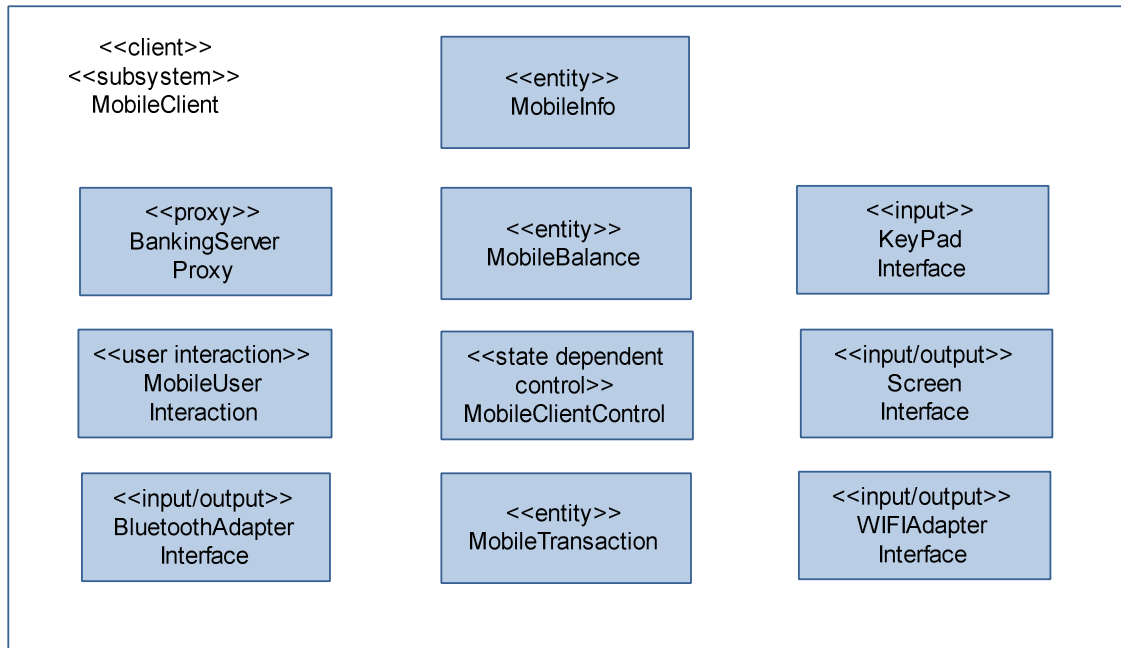 <<client>>
<<subsystem>>
MobileClient
<<entity>>
MobileInfo
<<proxy>>
BankingServer
Proxy
<<entity>>
MobileBalance
<<input>>
KeyPad
Interface
<<user interaction>>
MobileUser
Interaction
<<state dependent
control>>
MobileClientControl
<<input/output>>
Screen
Interface
<<input/output>>
BluetoothAdapter
Interface
<<entity>>
MobileTransaction
<<input/output>>
WIFIAdapter
Interface